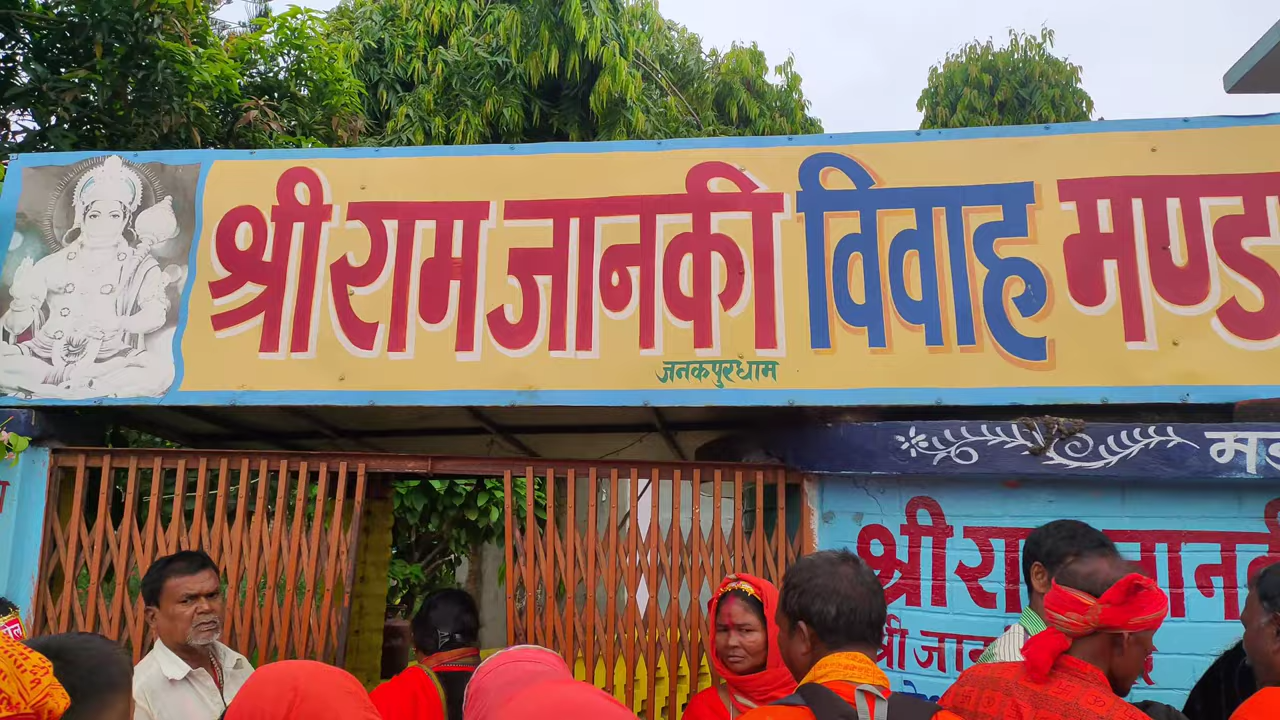 श्री राम जानकी विवाह मण्ड
जनकपुरधाम
श्री रा जानकी
श्री जान